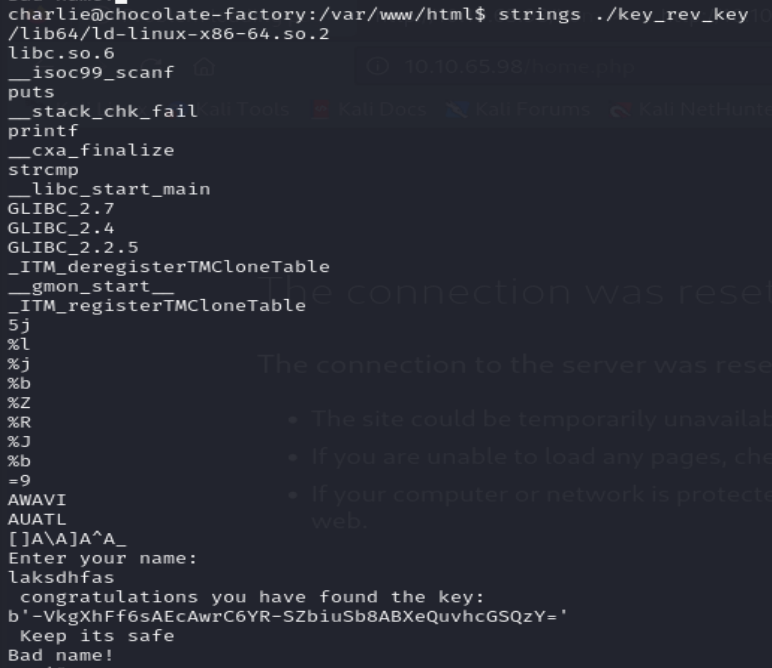 charlie@chocolate-factory:/var/www/html$ strings ./key_rev_key
/lib64/ld-linux-x86-64.so.2
libc.so.6
__isoc99_scanf
10.10.65.98/home.php
puts
Kali Tools Kali Docs Kali Forums Kali NetHunte
__stack_chk_fail
printf
__cxa_finalize
strcmp
__libc_start_main
GLIBC_2.7
GLIBC_2.4
GLIBC_2.2.5
_ITM_deregisterTMCloneTable
__gmon_start__
The connection was reset
_ITM_registerTMCloneTable
5j
%l
%j
The connection to the server was rese
%b
%Z
%R
The site could be temporarily unavailab
%J
%b
If you are unable to load any pages, che
=9
AWAVI
If your computer or network is protecte
AUATL
web.
[]A\A]A^A_
Enter your name:
laksdhfas
congratulations you have found the key:
b'-VkgXhFf6sAEcAwrC6YR-SZbiuSb8ABXeQuvhcGSQzY='
Keep its safe
Bad name!